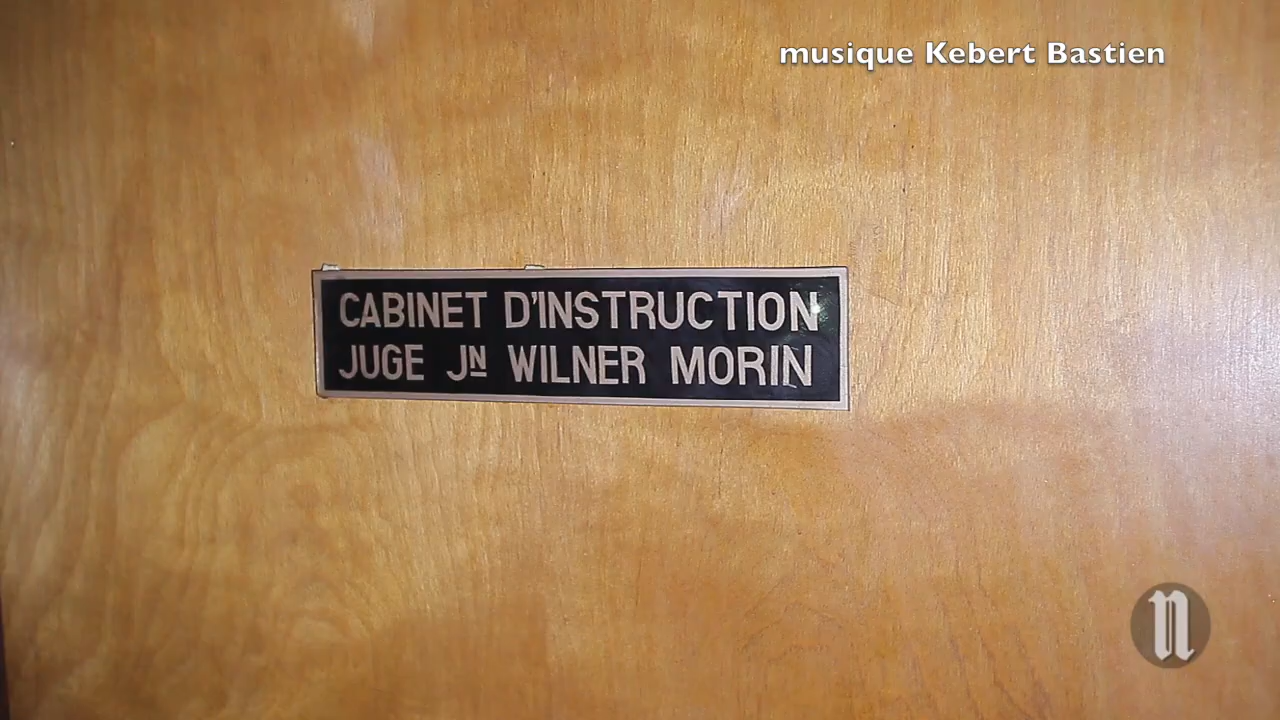 musique Kebert Bastien
CABINET D'INSTRUCTION
JUGE JN WILNER MORIN
n